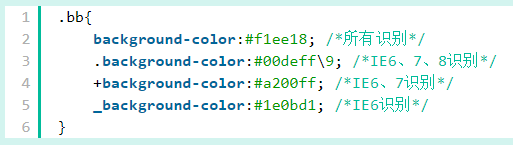 1 .bb{
2 background-color:#f1ee18; /*所有识别*/
3 .background-color:#00deff\9; /*IE6、7、8识别*/
4 +background-color:#a200ff; /*IE6、7识别*/
5 _background-color:#1e0bd1; /*IE6识别*/
6 }